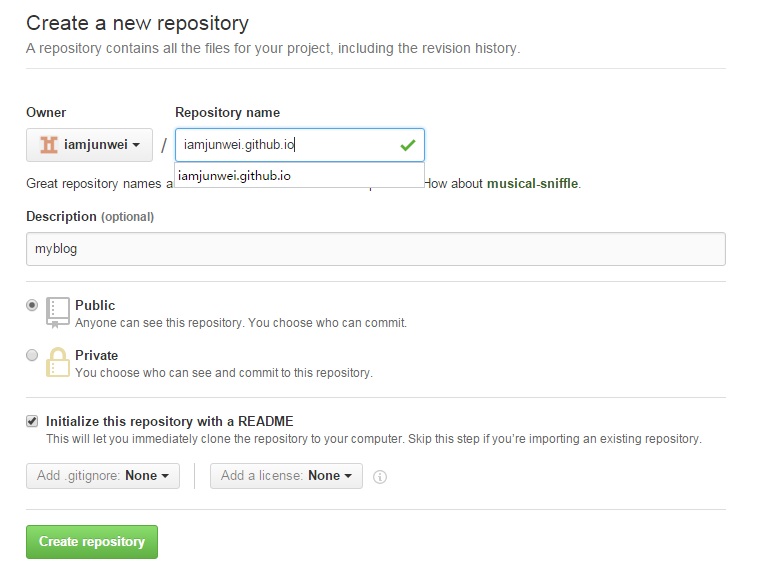 Create a new repository
A repository contains all the files for your project, including the revision history.
Owner
Repository name
iamjunwei
/
iamjunwei.github.io
iamjunwei.github.io
Great repository names a
How about musical-sniffle.
Description (optional)
myblog
Public
Anyone can see this repository. You choose who can commit.
Private
You choose who can see and commit to this repository.
Initialize this repository with a README
This will let you immediately clone the repository to your computer. Skip this step if you’re importing an existing repository.
Add .gitignore: None
Add a license: None
Create repository